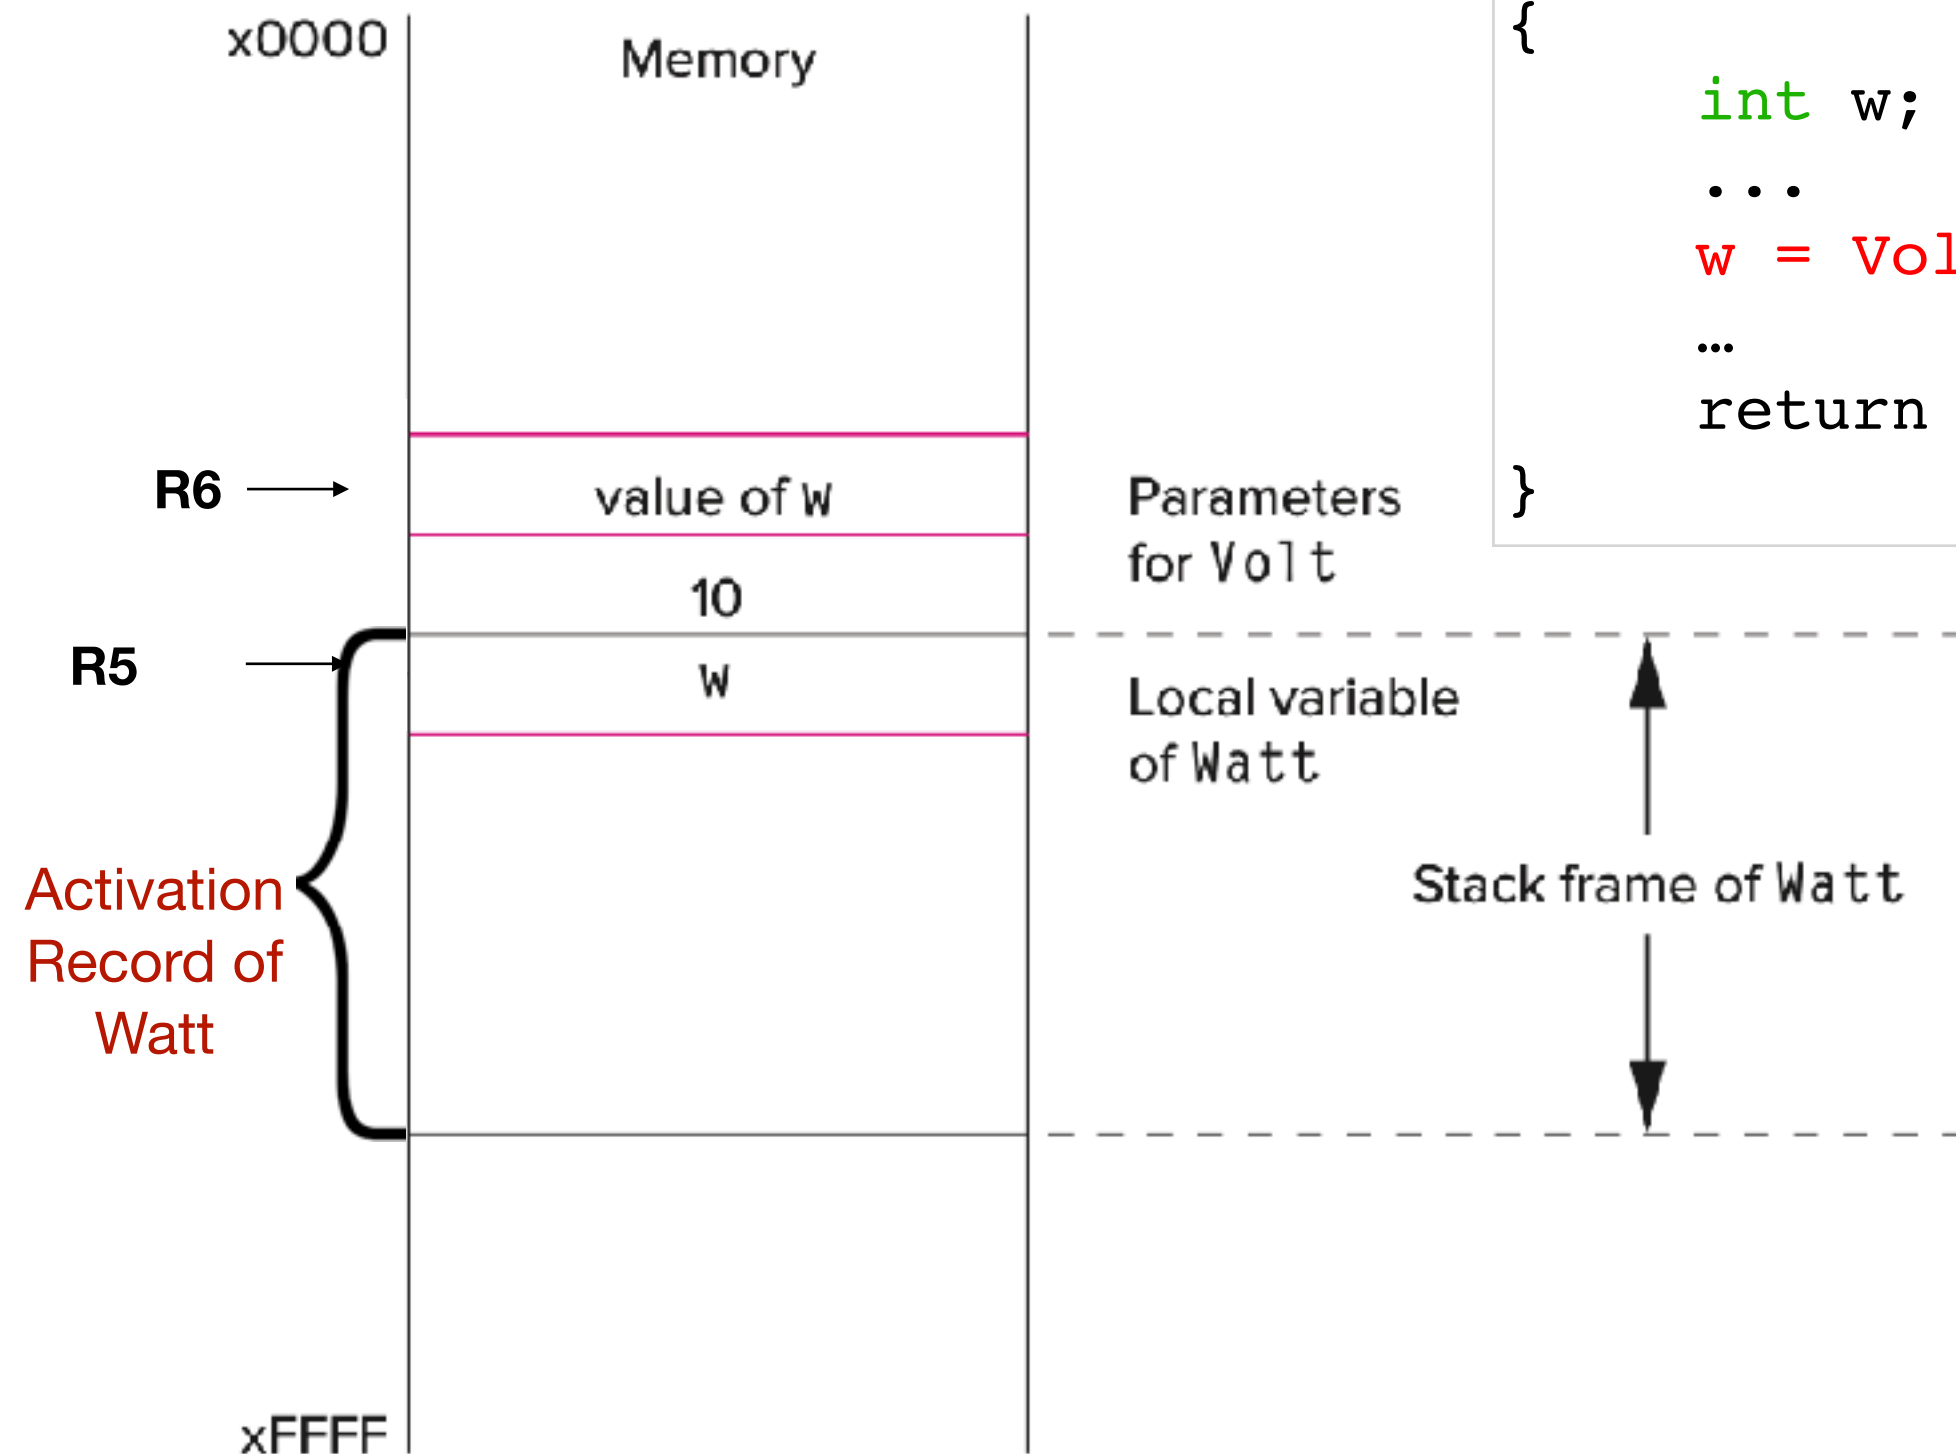 x0000
Memory
{
int w;
...
w = Vol
…
return
}
R6
value of W
Parameters
for Volt
10
R5
W
Local variable
of Watt
Activation
Record of
Watt
Stack frame of Watt
xFFFF